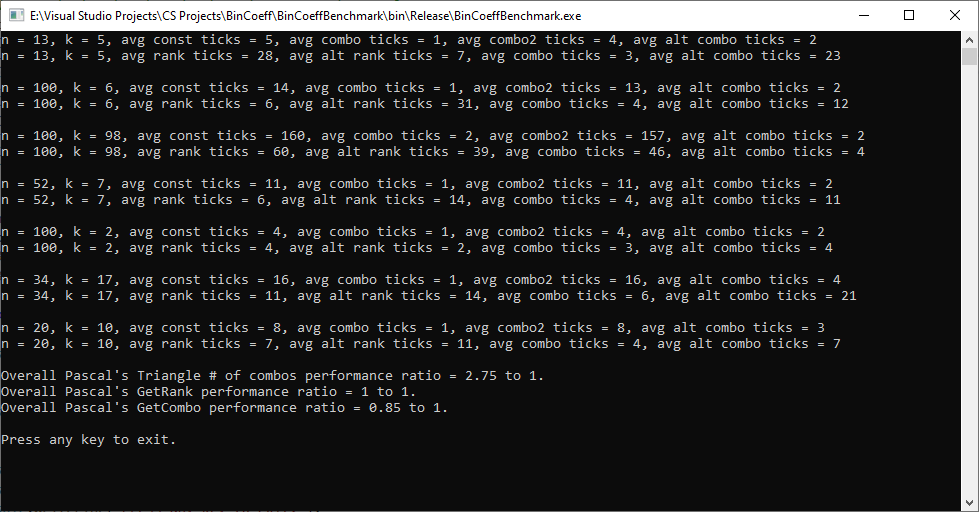 E:\Visual Studio Projects\CS Projects\BinCoeff\BinCoeffBenchmark\bin\Release\BinCoeffBenchmark.exe
n = 13, k = 5, avg const ticks = 5, avg combo ticks = 1, avg combo2 ticks = 4, avg alt combo ticks = 2
n = 13, k = 5, avg rank ticks = 28, avg alt rank ticks = 7, avg combo ticks = 3, avg alt combo ticks = 23
n = 100, k = 6, avg const ticks = 14, avg combo ticks = 1, avg combo2 ticks = 13, avg alt combo ticks = 2
n = 100, k = 6, avg rank ticks = 6, avg alt rank ticks = 31, avg combo ticks = 4, avg alt combo ticks = 12
n = 100, k = 98, avg const ticks = 160, avg combo ticks = 2, avg combo2 ticks = 157, avg alt combo ticks = 2
n = 100, k = 98, avg rank ticks = 60, avg alt rank ticks = 39, avg combo ticks = 46, avg alt combo ticks = 4
n = 52, k = 7, avg const ticks = 11, avg combo ticks = 1, avg combo2 ticks = 11, avg alt combo ticks = 2
n = 52, k = 7, avg rank ticks = 6, avg alt rank ticks = 14, avg combo ticks = 4, avg alt combo ticks = 11
n = 100, k = 2, avg const ticks = 4, avg combo ticks = 1, avg combo2 ticks = 4, avg alt combo ticks = 2
n = 100, k = 2, avg rank ticks = 4, avg alt rank ticks = 2, avg combo ticks = 3, avg alt combo ticks = 4
n = 34, k = 17, avg const ticks = 16, avg combo ticks = 1, avg combo2 ticks = 16, avg alt combo ticks = 4
n = 34, k = 17, avg rank ticks = 11, avg alt rank ticks = 14, avg combo ticks = 6, avg alt combo ticks = 21
n = 20, k = 10, avg const ticks = 8, avg combo ticks = 1, avg combo2 ticks = 8, avg alt combo ticks = 3
n = 20, k = 10, avg rank ticks = 7, avg alt rank ticks = 11, avg combo ticks = 4, avg alt combo ticks = 7
Overall Pascal's Triangle # of combos performance ratio = 2.75 to 1.
Overall Pascal's GetRank performance ratio = 1 to 1.
Overall Pascal's GetCombo performance ratio = 0.85 to 1.
Press any key to exit.